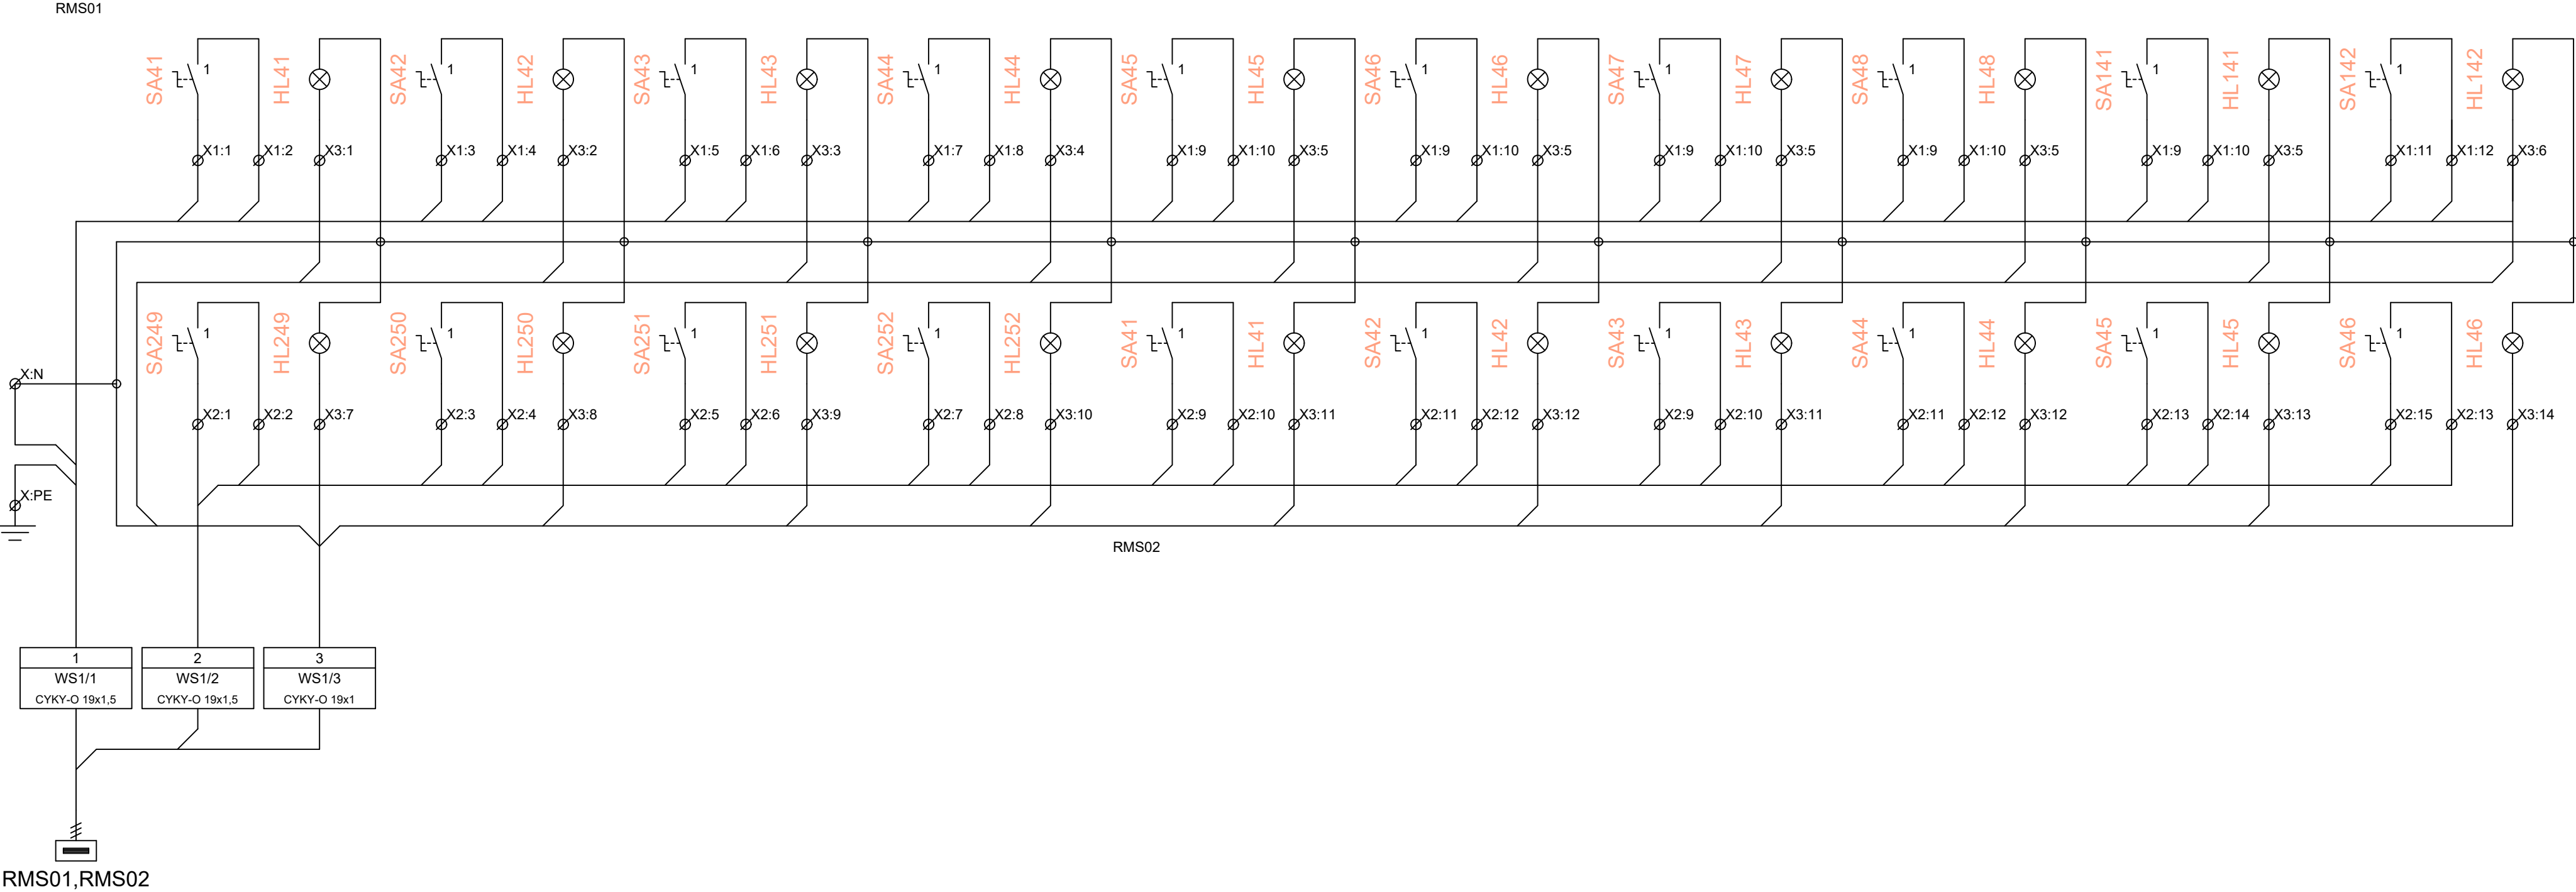 RMS01
SA41 1 HL41 SA42 1 HL42 SA43 1 HL43 SA44 1 HL44 SA45 1 HL45 SA46 1 HL46 SA47 1 HL47 SA48 1 HL48 SA141 1 HL141 SA142 1 HL142
X1:1 X1:2 X3:1 X1:3 X1:4 X3:2 X1:5 X1:6 X3:3 X1:7 X1:8 X3:4 X1:9 X1:10 X3:5 X1:9 X1:10 X3:5 X1:9 X1:10 X3:5 X1:9 X1:10 X3:5 X1:9 X1:10 X3:5 X1:11 X1:12 X3:6
SA249 1 HL249 SA250 1 HL250 SA251 1 HL251 SA252 1 HL252 SA41 1 HL41 SA42 1 HL42 SA43 1 HL43 SA44 1 HL44 SA45 1 HL45 SA46 1 HL46
X:N
X2:1 X2:2 X3:7 X2:3 X2:4 X3:8 X2:5 X2:6 X3:9 X2:7 X2:8 X3:10 X2:9 X2:10 X3:11 X2:11 X2:12 X3:12 X2:9 X2:10 X3:11 X2:11 X2:12 X3:12 X2:13 X2:14 X3:13 X2:15 X2:13 X3:14
X:PE
RMS02
1 2 3
WS1/1 WS1/2 WS1/3
CYKY-O 19x1,5 CYKY-O 19x1,5 CYKY-O 19x1
RMS01,RMS02